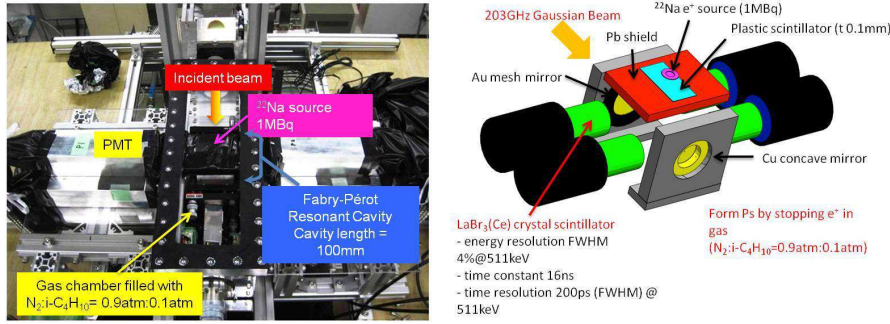 Incident beam
²²Na source
1MBq
PMT
Fabry-Pérot
Resonant Cavity
Cavity length =
100mm
Gas chamber filled with
N₂:i-C₄H₁₀= 0.9atm:0.1atm
203GHz Gaussian Beam
²²Na e⁺ source (1MBq)
Pb shield
Plastic scintillator (t 0.1mm)
Au mesh mirror
Cu concave mirror
LaBr₃(Ce) crystal scintillator
- energy resolution FWHM
4%@511keV
- time constant 16ns
- time resolution 200ps (FWHM) @
511keV
Form Ps by stopping e⁺ in
gas
(N₂:i-C₄H₁₀=0.9atm:0.1atm)